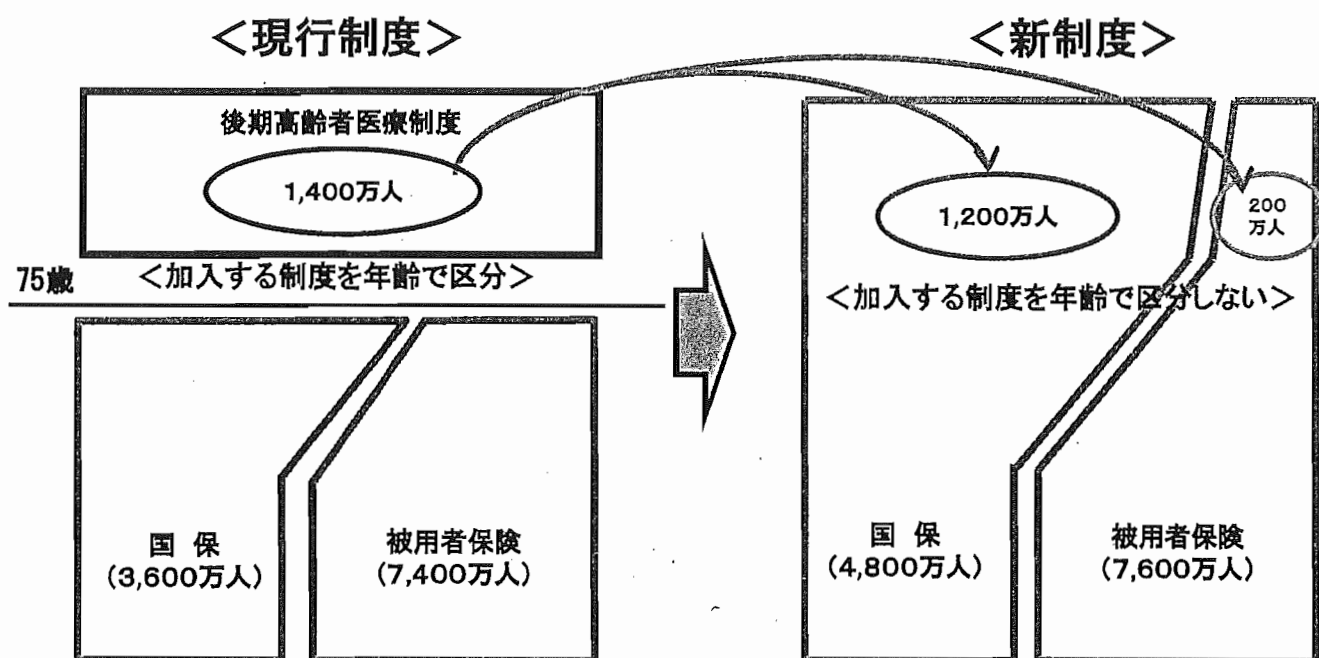 <現行制度>
後期高齢者医療制度
1,400万人
75歳
<加入する制度を年齢で区分>
国 保
(3,600万人)
被用者保険
(7,400万人)
<新制度>
1,200万人
200
万人
<加入する制度を年齢で区分しない>
国 保
(4,800万人)
被用者保険
(7,600万人)